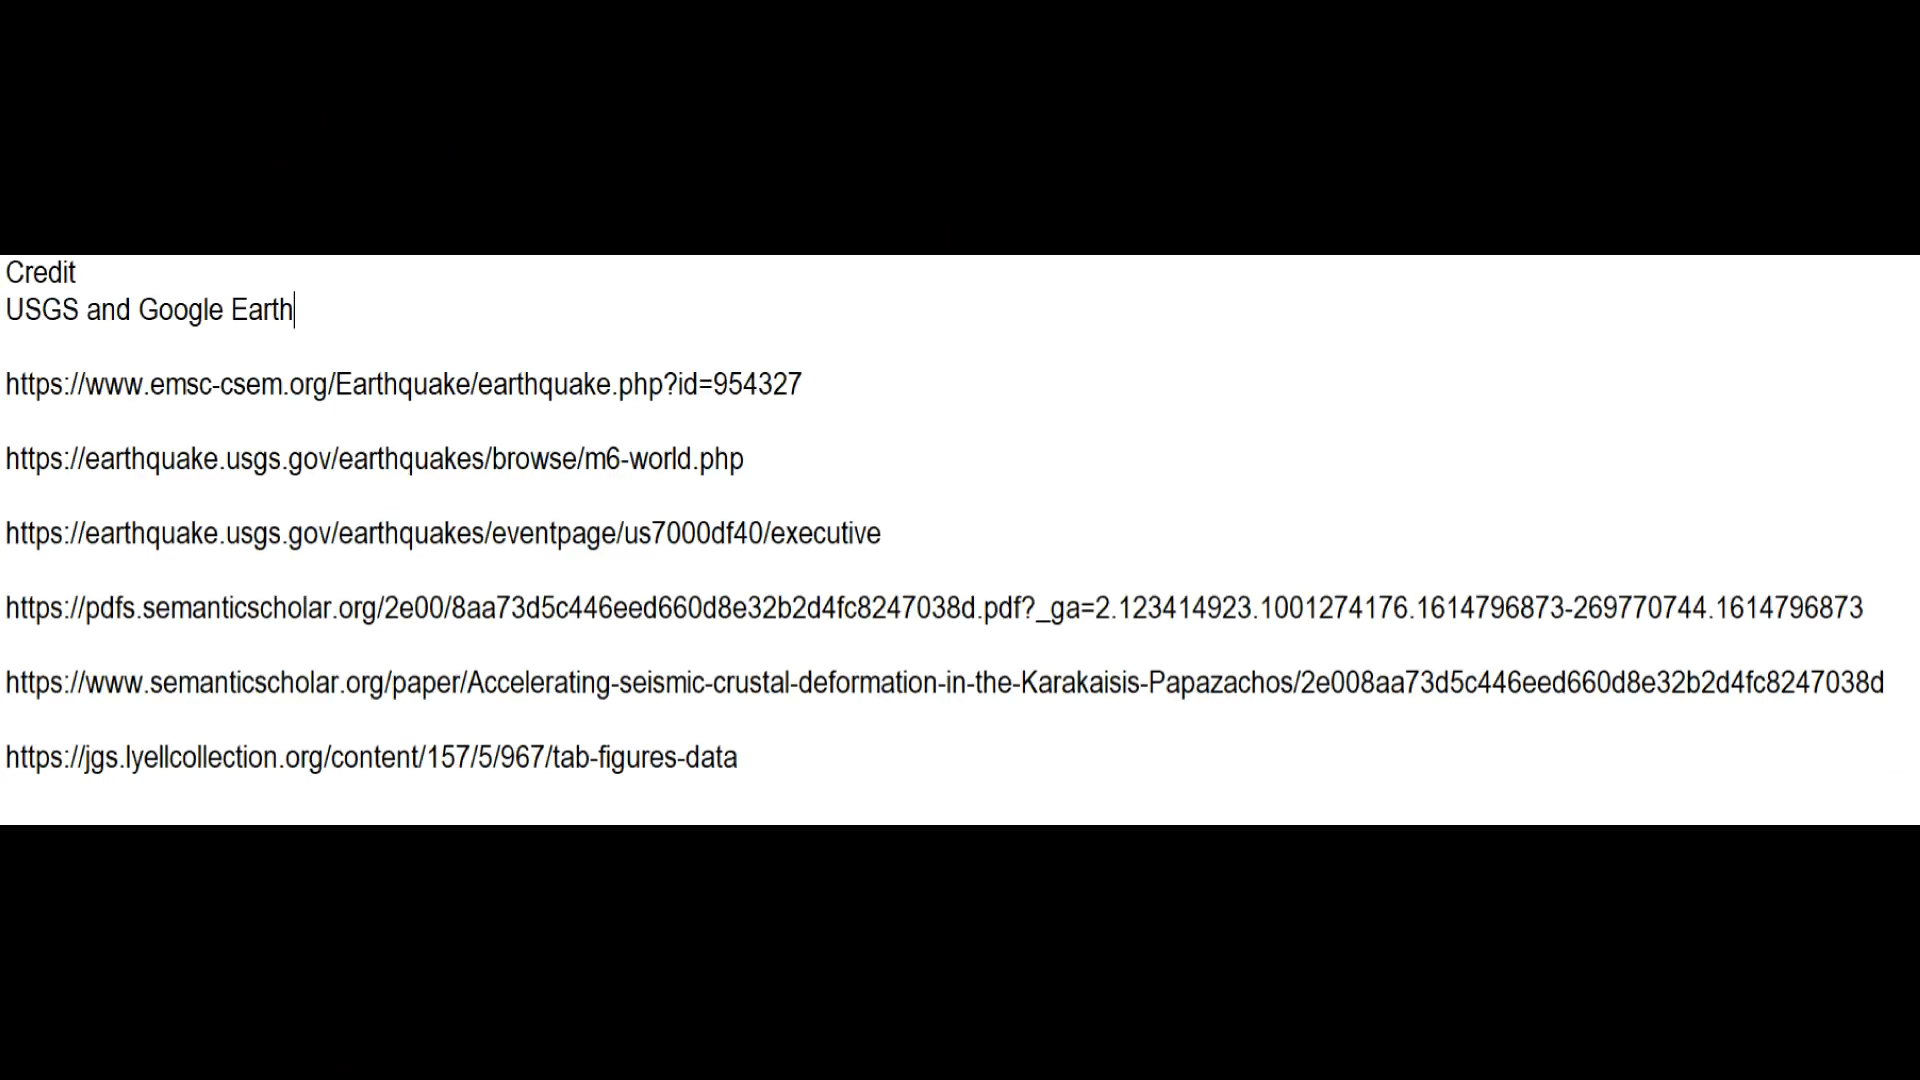 Credit
USGS and Google Earth
https://www.emsc-csem.org/Earthquake/earthquake.php?id=954327
https://earthquake.usgs.gov/earthquakes/browse/m6-world.php
https://earthquake.usgs.gov/earthquakes/eventpage/us7000df40/executive
https://pdfs.semanticscholar.org/2e00/8aa73d5c446eed660d8e32b2d4fc8247038d.pdf?_ga=2.123414923.1001274176.1614796873-269770744.1614796873
https://www.semanticscholar.org/paper/Accelerating-seismic-crustal-deformation-in-the-Karakaisis-Papazachos/2e008aa73d5c446eed660d8e32b2d4fc8247038d
https://jgs.lyellcollection.org/content/157/5/967/tab-figures-data